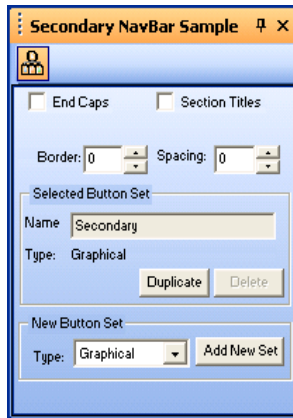 Secondary NavBar Sample
End Caps Section Titles
Border: 0 Spacing: 0
Selected Button Set
Name Secondary
Type: Graphical
Duplicate Delete
New Button Set
Type: Graphical Add New Set